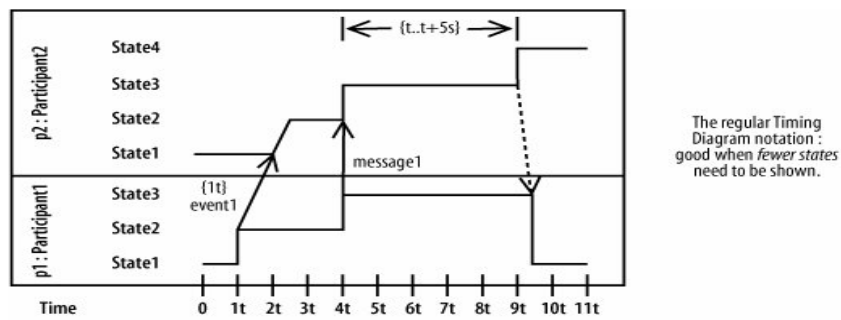 {t..t+5s}
p2 : Participant2
State4
State3
State2
State1
message1
{1t}
event1
p1 : Participant1
State3
State2
State1
Time 0 1t 2t 3t 4t 5t 6t 7t 8t 9t 10t 11t
The regular Timing
Diagram notation :
good when fewer states
need to be shown.